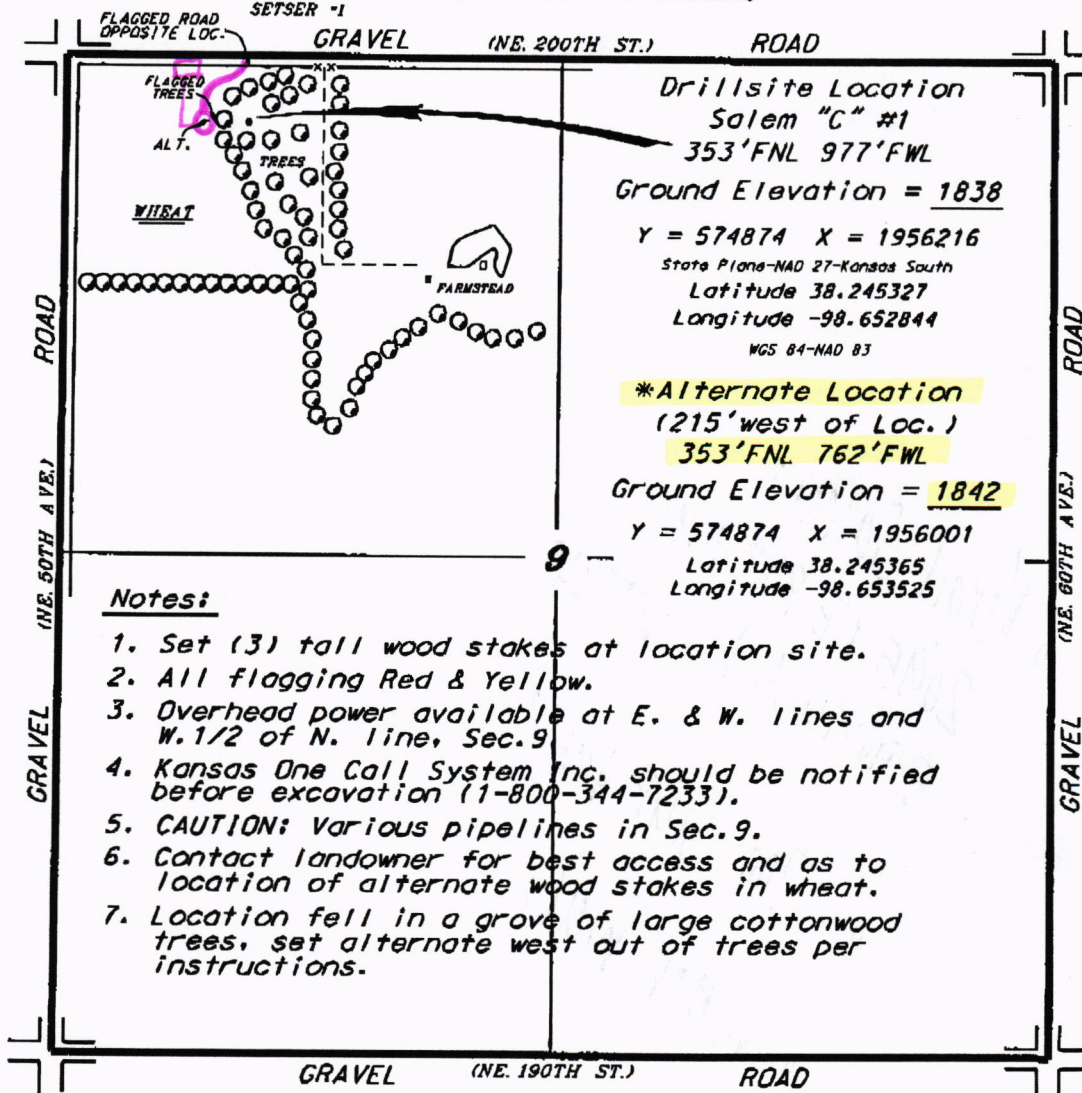 SETSER #1
FLAGGED ROAD
OPPOSITE LOC.
GRAVEL (NE. 200TH ST.) ROAD
FLAGGED
TREES
ALT.
TREES
WHEAT
FARMSTEAD
Drillsite Location
Salem "C" #1
353'FNL 977'FWL
Ground Elevation = 1838
Y = 574874 X = 1956216
State Plane-NAD 27-Kansas South
Latitude 38.245327
Longitude -98.652844
WGS 84-NAD 83
*Alternate Location
(215'west of Loc.)
353'FNL 762'FWL
Ground Elevation = 1842
Y = 574874 X = 1956001
Latitude 38.245365
Longitude -98.653525
9
GRAVEL (NE. 50TH AVE.) ROAD
GRAVEL (NE. 60TH AVE.) ROAD
Notes:
1. Set (3) tall wood stakes at location site.
2. All flagging Red & Yellow.
3. Overhead power available at E. & W. lines and
W.1/2 of N. line, Sec.9
4. Kansas One Call System Inc. should be notified
before excavation (1-800-344-7233).
5. CAUTION: Various pipelines in Sec.9.
6. Contact landowner for best access and as to
location of alternate wood stakes in wheat.
7. Location fell in a grove of large cottonwood
trees, set alternate west out of trees per
instructions.
GRAVEL (NE. 190TH ST.) ROAD